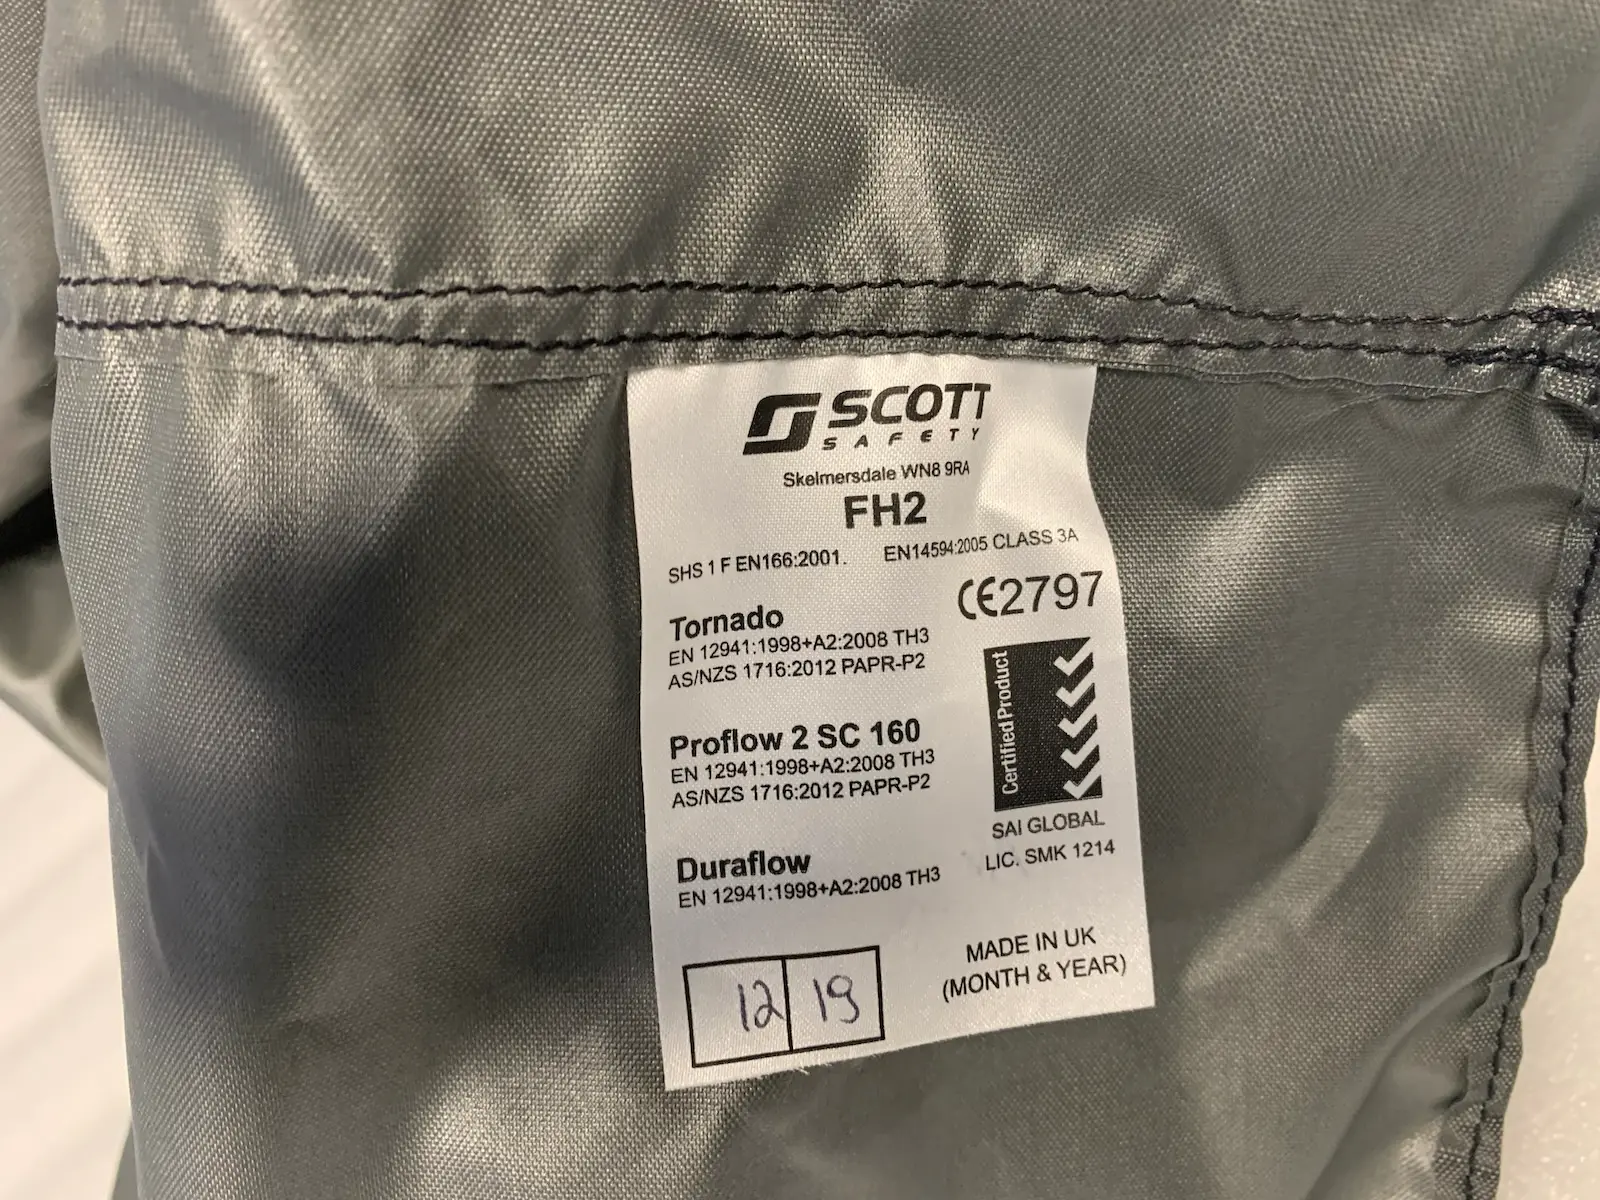 SCOTT
SAFETY
Skelmersdale WN8 9RA
FH2
SHS 1 F EN166:2001. EN14594:2005 CLASS 3A
CE2797
Tornado
EN 12941:1998+A2:2008 TH3
AS/NZS 1716:2012 PAPR-P2
Certified Product
Proflow 2 SC 160
EN 12941:1998+A2:2008 TH3
AS/NZS 1716:2012 PAPR-P2
SAI GLOBAL
LIC. SMK 1214
Duraflow
EN 12941:1998+A2:2008 TH3
MADE IN UK
(MONTH & YEAR)
12 19